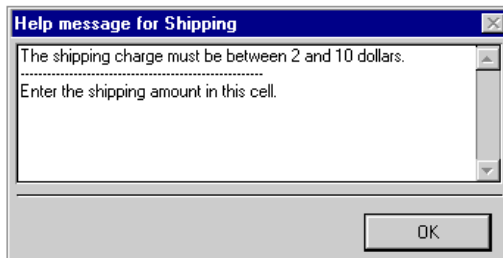 Help message for Shipping
The shipping charge must be between 2 and 10 dollars.
----------------------------------------------------
Enter the shipping amount in this cell.
OK